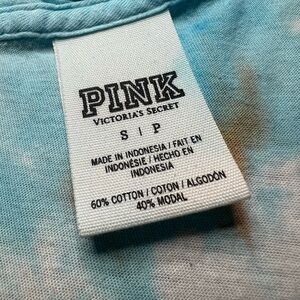 PINK
VICTORIA'S SECRET
S | P
MADE IN INDONESIA / FAIT EN
INDONÉSIE / HECHO EN
INDONESIA
60% COTTON / COTON / ALGODÓN
40% MODAL